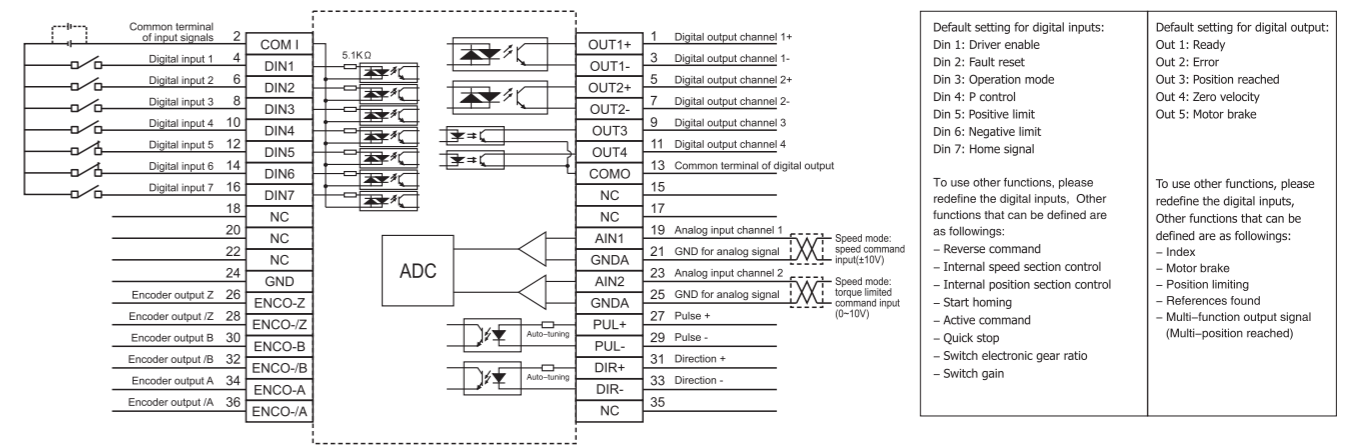 Common terminal
of input signals
2
COM I
Digital input 1
4
DIN1
Digital input 2
6
DIN2
Digital input 3
8
DIN3
Digital input 4
10
DIN4
Digital input 5
12
DIN5
Digital input 6
14
DIN6
Digital input 7
16
DIN7
18
NC
20
NC
22
NC
24
GND
Encoder output Z
26
ENCO-Z
Encoder output /Z
28
ENCO-/Z
Encoder output B
30
ENCO-B
Encoder output /B
32
ENCO-/B
Encoder output A
34
ENCO-A
Encoder output /A
36
ENCO-/A
5.1KΩ
ADC
Auto–tuning
Auto–tuning
OUT1+
1
Digital output channel 1+
OUT1-
3
Digital output channel 1-
OUT2+
5
Digital output channel 2+
OUT2-
7
Digital output channel 2-
OUT3
9
Digital output channel 3
OUT4
11
Digital output channel 4
COMO
13
Common terminal of digital output
NC
15
NC
17
AIN1
19
Analog input channel 1
GNDA
21
GND for analog signal
AIN2
23
Analog input channel 2
GNDA
25
GND for analog signal
PUL+
27
Pulse +
PUL-
29
Pulse -
DIR+
31
Direction +
DIR-
33
Direction -
NC
35
Speed mode:
speed command
input(±10V)
Speed mode:
torque limited
command input
(0~10V)
Default setting for digital inputs:
Din 1: Driver enable
Din 2: Fault reset
Din 3: Operation mode
Din 4: P control
Din 5: Positive limit
Din 6: Negative limit
Din 7: Home signal
To use other functions, please
redefine the digital inputs, Other
functions that can be defined are
as followings:
– Reverse command
– Internal speed section control
– Internal position section control
– Start homing
– Active command
– Quick stop
– Switch electronic gear ratio
– Switch gain
Default setting for digital output:
Out 1: Ready
Out 2: Error
Out 3: Position reached
Out 4: Zero velocity
Out 5: Motor brake
To use other functions, please
redefine the digital inputs,
Other functions that can be
defined are as followings:
– Index
– Motor brake
– Position limiting
– References found
– Multi–function output signal
(Multi–position reached)